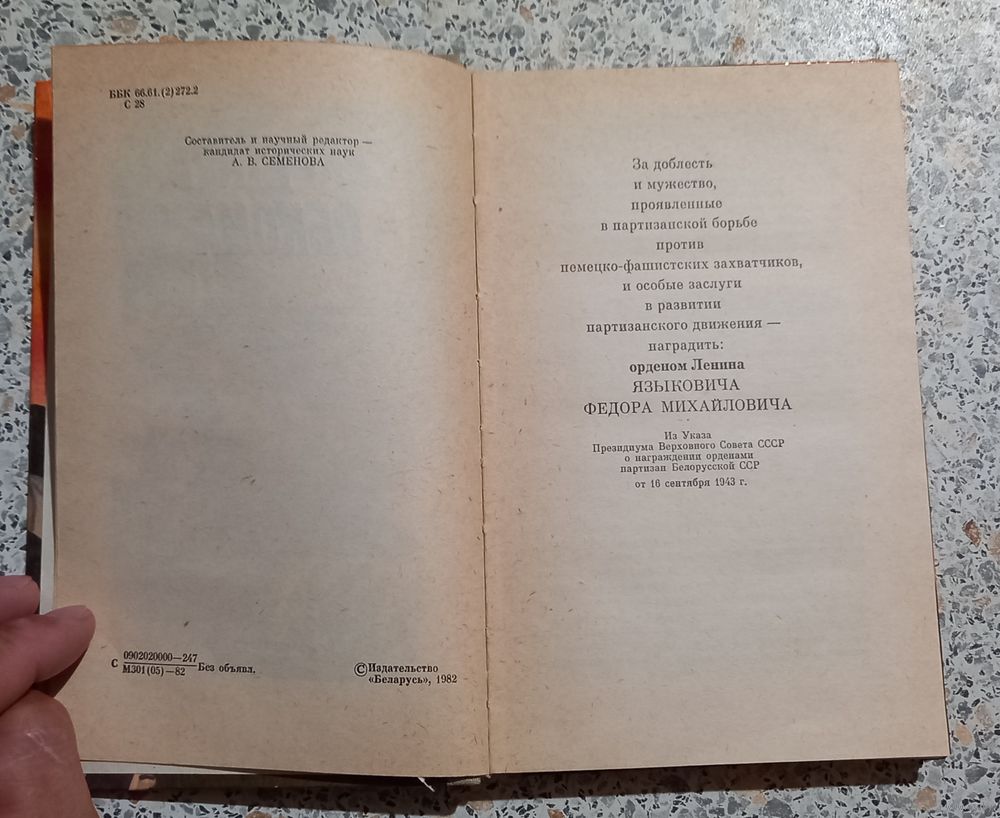 ББК 66.61.(2)272.2
С 28
Составитель и научный редактор —
кандидат исторических наук
А. В. СЕМЕНОВА
С 0902020000—247
М301(05)—82
Без объявл.
© Издательство
«Беларусь», 1982
За доблесть
и мужество,
проявленные
в партизанской борьбе
против
немецко-фашистских захватчиков,
и особые заслуги
в развитии
партизанского движения —
наградить:
орденом Ленина
ЯЗЫКОВИЧА
ФЕДОРА МИХАЙЛОВИЧА
Из Указа
Президиума Верховного Совета СССР
о награждении орденами
партизан Белорусской ССР
от 16 сентября 1943 г.